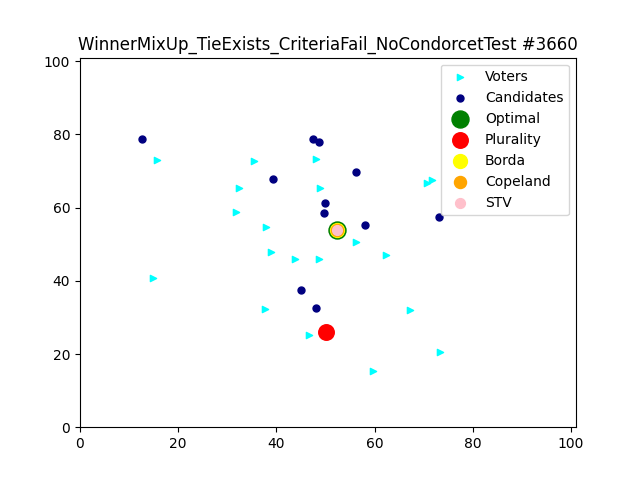 WinnerMixUp_TieExists_CriteriaFail_NoCondorcetTest #3660
100
80
60
40
20
0
0 20 40 60 80 100
Voters
Candidates
Optimal
Plurality
Borda
Copeland
STV